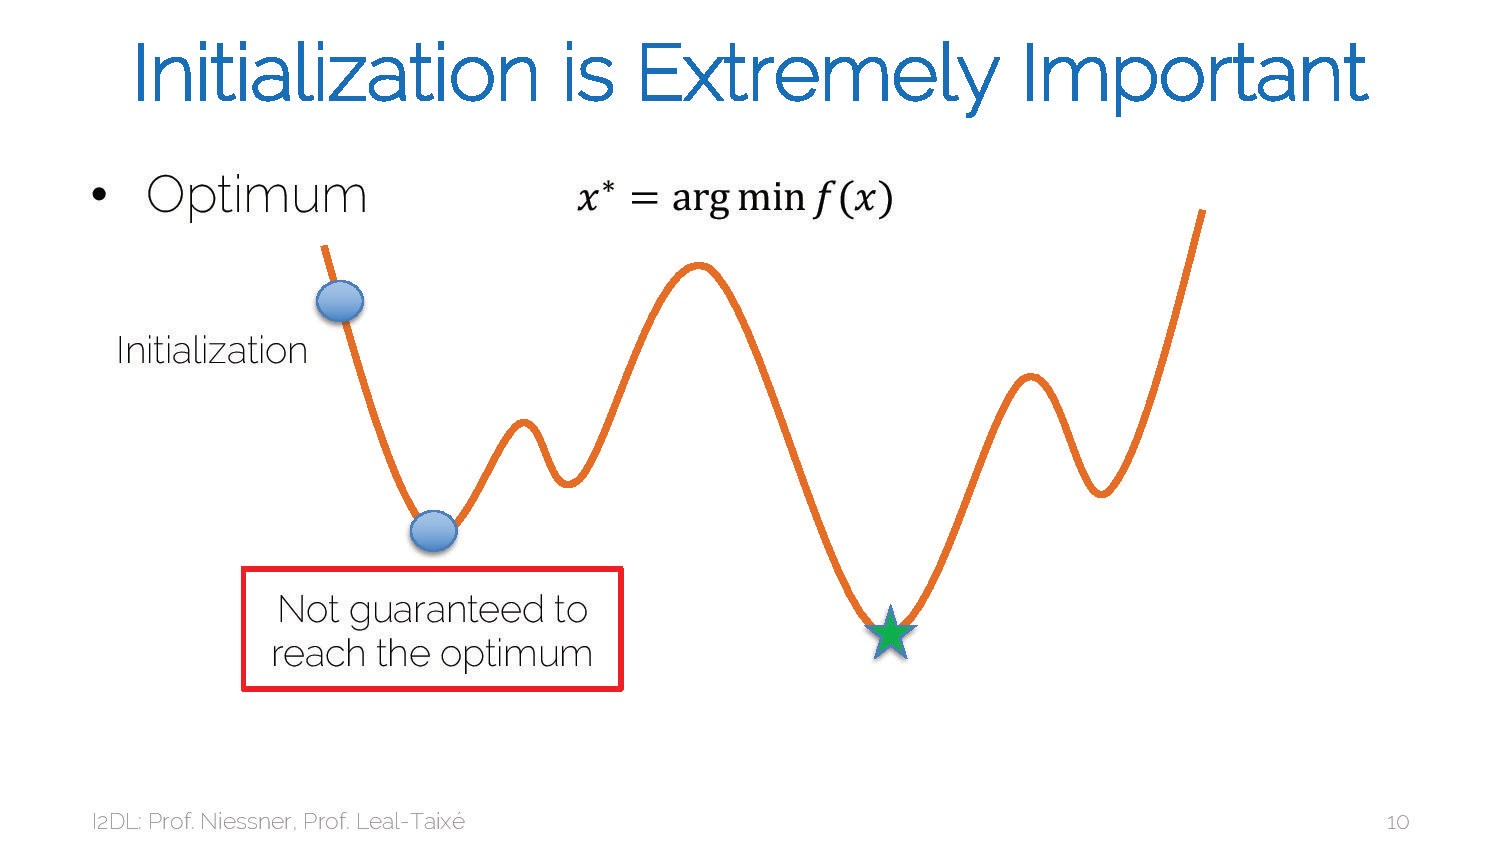 Initialization is Extremely Important
• Optimum
x* = arg min f(x)
Initialization
Not guaranteed to
reach the optimum
I2DL: Prof. Niessner, Prof. Leal-Taixé
10